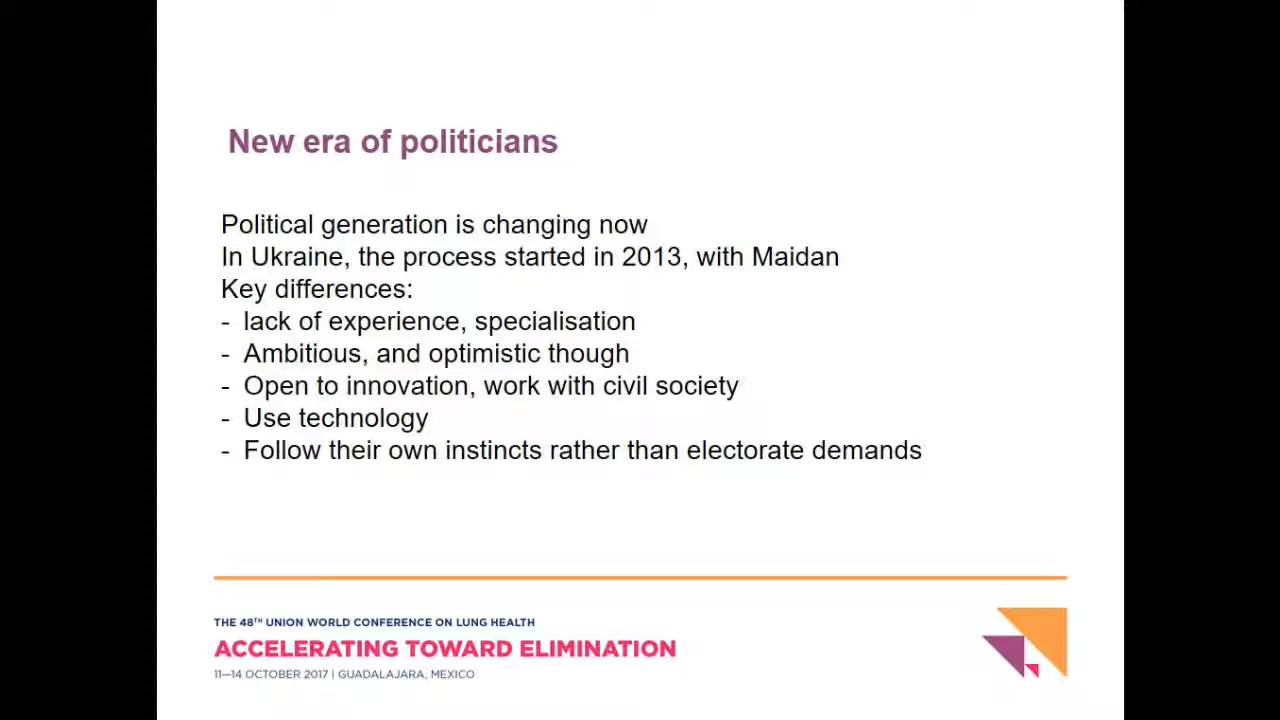 New era of politicians
Political generation is changing now
In Ukraine, the process started in 2013, with Maidan
Key differences:
- lack of experience, specialisation
- Ambitious, and optimistic though
- Open to innovation, work with civil society
- Use technology
- Follow their own instincts rather than electorate demands
THE 48TH UNION WORLD CONFERENCE ON LUNG HEALTH
ACCELERATING TOWARD ELIMINATION
11—14 OCTOBER 2017 | GUADALAJARA, MEXICO